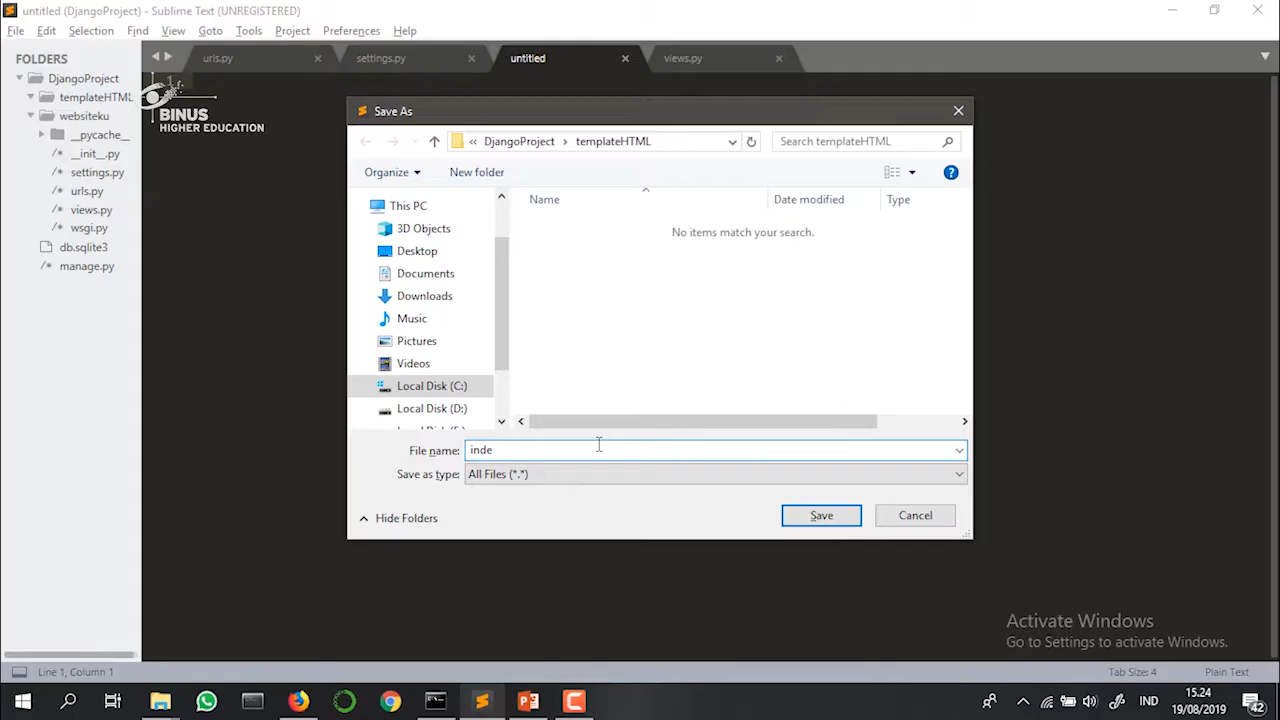 untitled (DjangoProject) - Sublime Text (UNREGISTERED)
File Edit Selection Find View Goto Tools Project Preferences Help
FOLDERS
DjangoProject
templateHTML
websiteku
__pycache__
__init__.py
settings.py
urls.py
views.py
wsgi.py
db.sqlite3
manage.py
urls.py settings.py untitled views.py
1
BINUS
HIGHER EDUCATION
Save As
« DjangoProject › templateHTML
Search templateHTML
Organize New folder
This PC
3D Objects
Desktop
Documents
Downloads
Music
Pictures
Videos
Local Disk (C:)
Local Disk (D:)
Name Date modified Type
No items match your search.
File name: inde
Save as type: All Files (*.*)
Hide Folders
Save Cancel
Activate Windows
Go to Settings to activate Windows.
Line 1, Column 1
Tab Size: 4 Plain Text
IND
15.24
19/08/2019
42